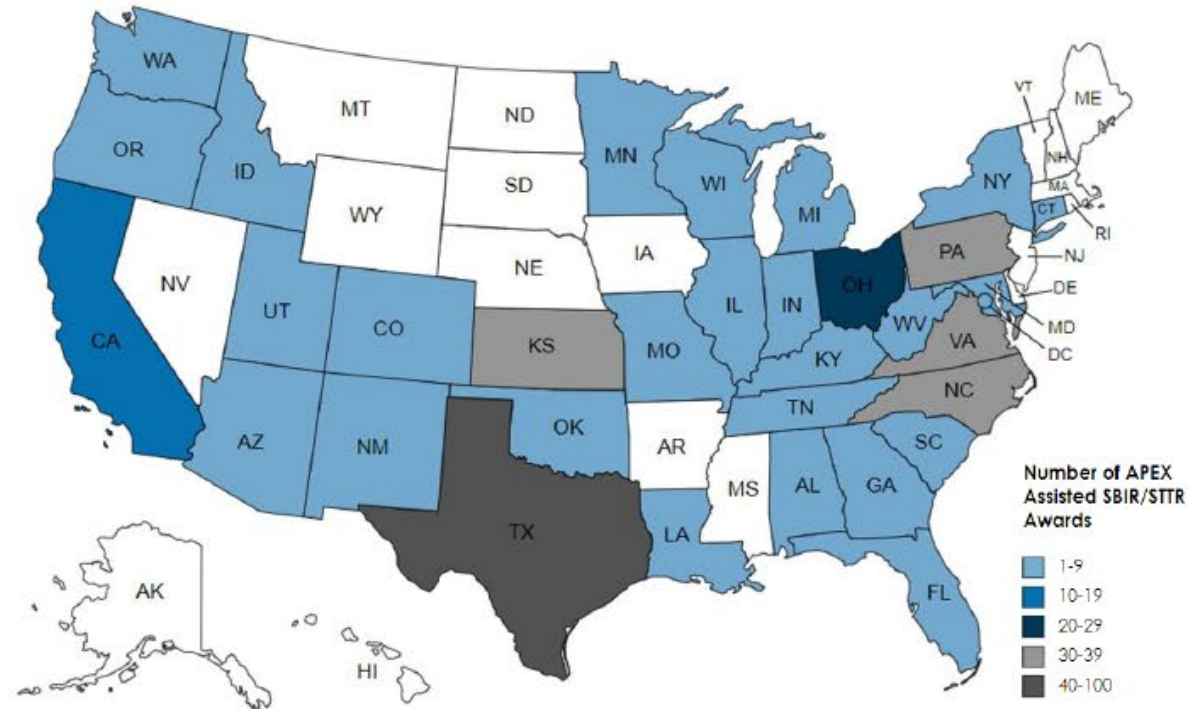 WA
MT
ND
MN
VT
ME
OR
ID
SD
WI
NY
NH
MA
WY
MI
CT
RI
IA
PA
NJ
NV
NE
OH
DE
UT
CO
IL
IN
WV
MD
CA
KS
MO
VA
DC
KY
NC
AZ
NM
OK
TN
AR
SC
MS
AL
GA
TX
LA
FL
AK
HI
Number of APEX
Assisted SBIR/STTR
Awards
1-9
10-19
20-29
30-39
40-100